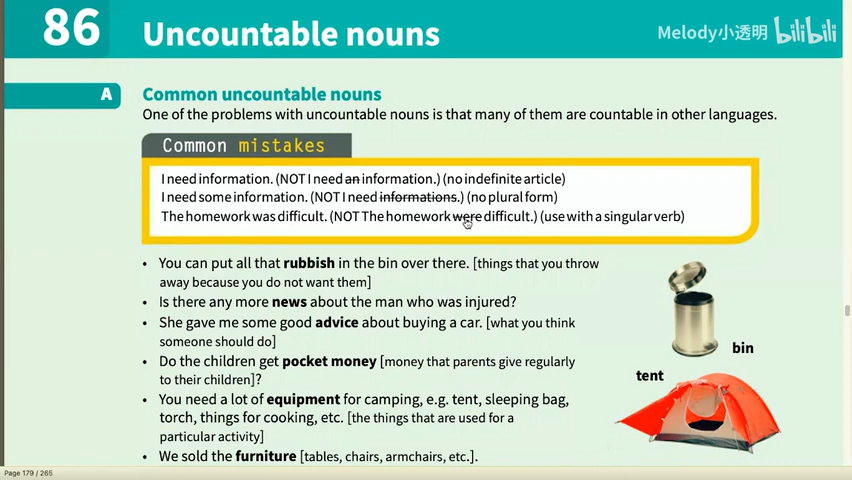 86 Uncountable nouns
Melody小透明 bilibili
A Common uncountable nouns
One of the problems with uncountable nouns is that many of them are countable in other languages.
Common mistakes
I need information. (NOT I need an information.) (no indefinite article)
I need some information. (NOT I need informations.) (no plural form)
The homework was difficult. (NOT The homework were difficult.) (use with a singular verb)
• You can put all that rubbish in the bin over there. [things that you throw
away because you do not want them]
• Is there any more news about the man who was injured?
• She gave me some good advice about buying a car. [what you think
someone should do]
• Do the children get pocket money [money that parents give regularly
to their children]?
• You need a lot of equipment for camping, e.g. tent, sleeping bag,
torch, things for cooking, etc. [the things that are used for a
particular activity]
• We sold the furniture [tables, chairs, armchairs, etc.].
bin
tent
Page 179 / 265